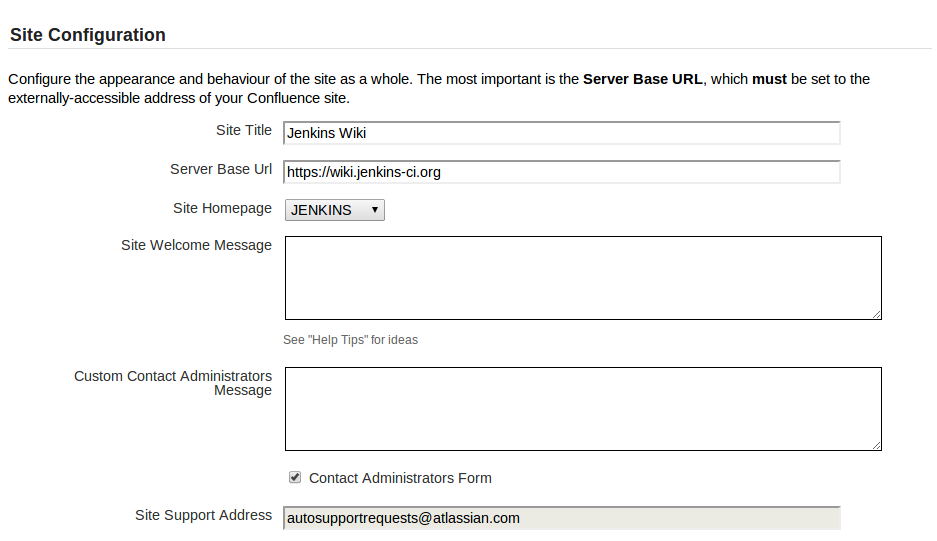 Site Configuration
Configure the appearance and behaviour of the site as a whole. The most important is the Server Base URL, which must be set to the
externally-accessible address of your Confluence site.
Site Title Jenkins Wiki
Server Base Url https://wiki.jenkins-ci.org
Site Homepage JENKINS
Site Welcome Message
See "Help Tips" for ideas
Custom Contact Administrators
Message
Contact Administrators Form
Site Support Address autosupportrequests@atlassian.com